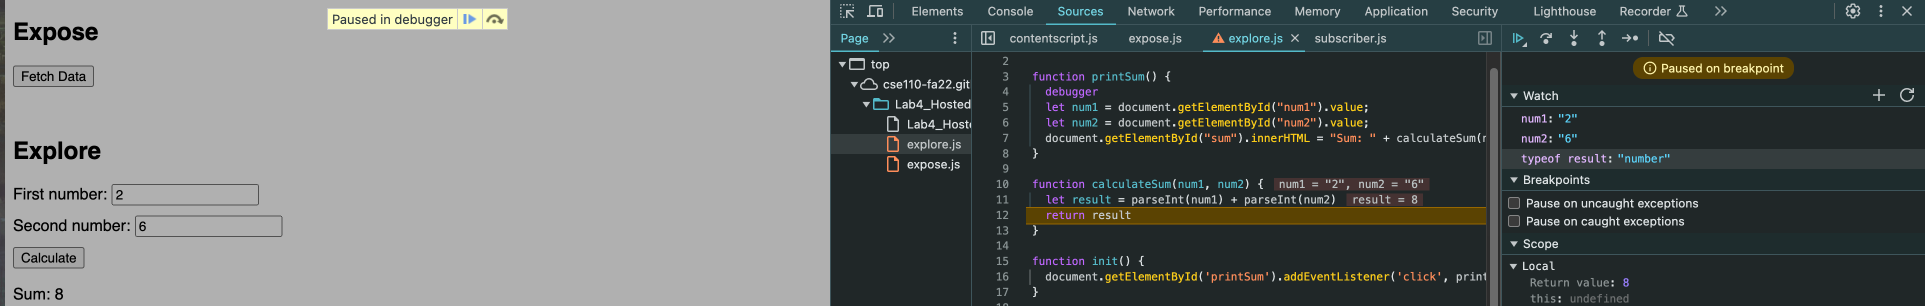 Expose
Fetch Data
Explore
First number: 2
Second number: 6
Calculate
Sum: 8
Paused in debugger
Elements Console Sources Network Performance Memory Application Security Lighthouse Recorder
Page
contentscript.js expose.js explore.js subscriber.js
top
cse110-fa22.git
Lab4_Hosted
Lab4_Host
explore.js
expose.js
2
3 function printSum() {
4 debugger
5 let num1 = document.getElementById("num1").value;
6 let num2 = document.getElementById("num2").value;
7 document.getElementById("sum").innerHTML = "Sum: " + calculateSum(n
8 }
9
10 function calculateSum(num1, num2) { num1 = "2", num2 = "6"
11 let result = parseInt(num1) + parseInt(num2) result = 8
12 return result
13 }
14
15 function init() {
16 document.getElementById('printSum').addEventListener('click', print
17 }
Paused on breakpoint
Watch
num1: "2"
num2: "6"
typeof result: "number"
Breakpoints
Pause on uncaught exceptions
Pause on caught exceptions
Scope
Local
Return value: 8
this: undefined